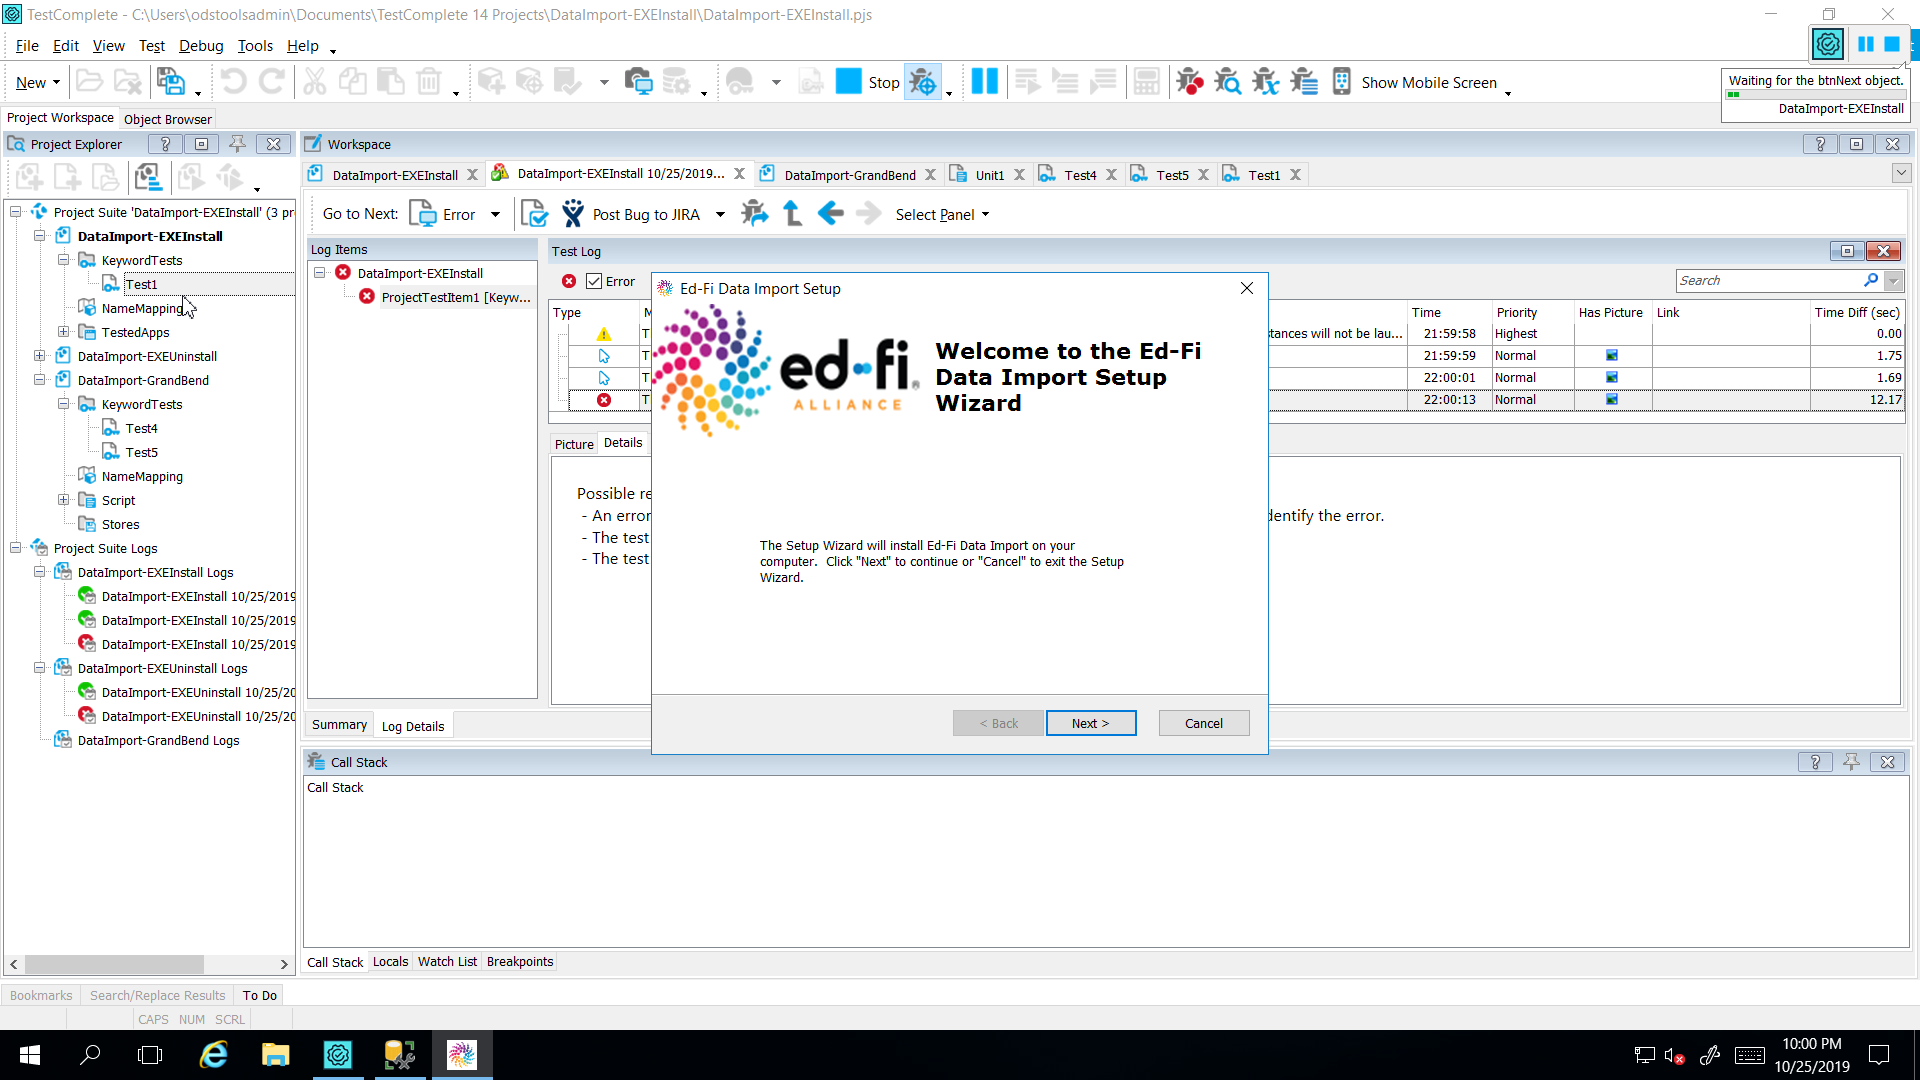 TestComplete - C:\Users\odstoolsadmin\Documents\TestComplete 14 Projects\DataImport-EXEInstall\DataImport-EXEInstall.pjs
File Edit View Test Debug Tools Help
New Stop Show Mobile Screen
Waiting for the btnNext object.
DataImport-EXEInstall
Project Workspace Object Browser
Project Explorer
Project Suite 'DataImport-EXEInstall' (3 pr
DataImport-EXEInstall
KeywordTests
Test1
NameMapping
TestedApps
DataImport-EXEUninstall
DataImport-GrandBend
KeywordTests
Test4
Test5
NameMapping
Script
Stores
Project Suite Logs
DataImport-EXEInstall Logs
DataImport-EXEInstall 10/25/2019
DataImport-EXEInstall 10/25/2019
DataImport-EXEInstall 10/25/2019
DataImport-EXEUninstall Logs
DataImport-EXEUninstall 10/25/20
DataImport-EXEUninstall 10/25/20
DataImport-GrandBend Logs
Workspace
DataImport-EXEInstall DataImport-EXEInstall 10/25/2019... DataImport-GrandBend Unit1 Test4 Test5 Test1
Go to Next: Error Post Bug to JIRA Select Panel
Log Items
DataImport-EXEInstall
ProjectTestItem1 [Keyw...
Summary Log Details
Test Log
Error
Search
Type M Time Priority Has Picture Link Time Diff (sec)
T stances will not be lau... 21:59:58 Highest 0.00
T 21:59:59 Normal 1.75
T 22:00:01 Normal 1.69
T 22:00:13 Normal 12.17
Picture Details
Possible re
- An error dentify the error.
- The test
- The test
Ed-Fi Data Import Setup
ed-fi
ALLIANCE
Welcome to the Ed-Fi
Data Import Setup
Wizard
The Setup Wizard will install Ed-Fi Data Import on your
computer. Click "Next" to continue or "Cancel" to exit the Setup
Wizard.
< Back Next > Cancel
Call Stack
Call Stack
Call Stack Locals Watch List Breakpoints
Bookmarks Search/Replace Results To Do
CAPS NUM SCRL
10:00 PM
10/25/2019